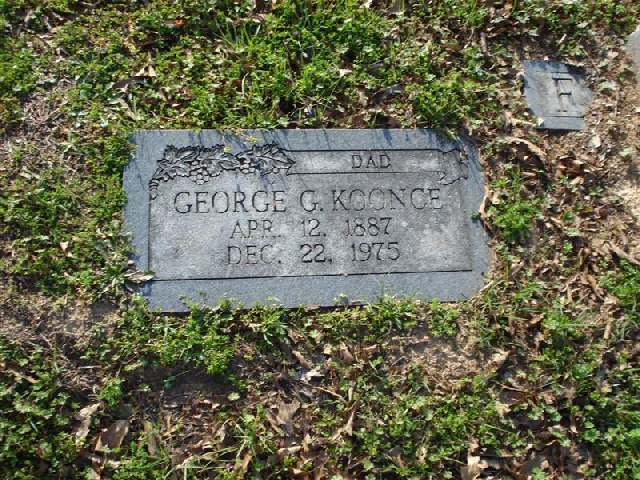 DAD
GEORGE G. KOONCE
APR. 12, 1887
DEC. 22, 1975
F